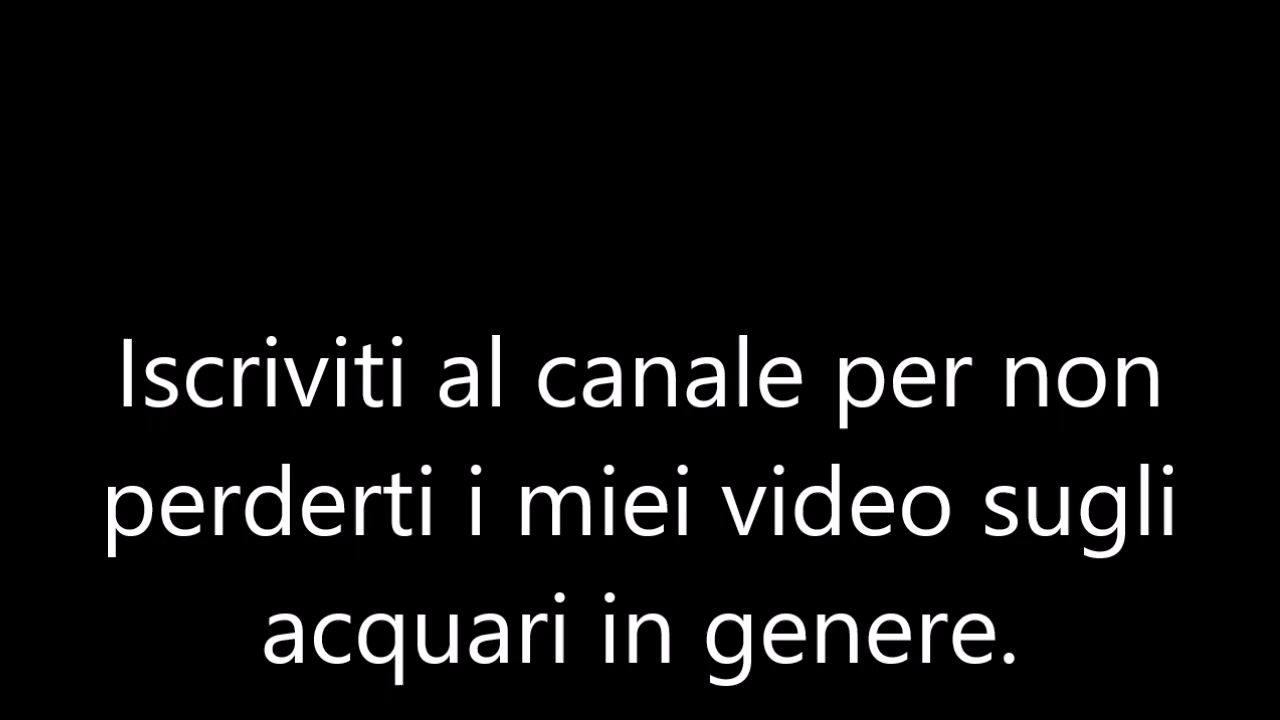 Iscriviti al canale per non
perderti i miei video sugli
acquari in genere.